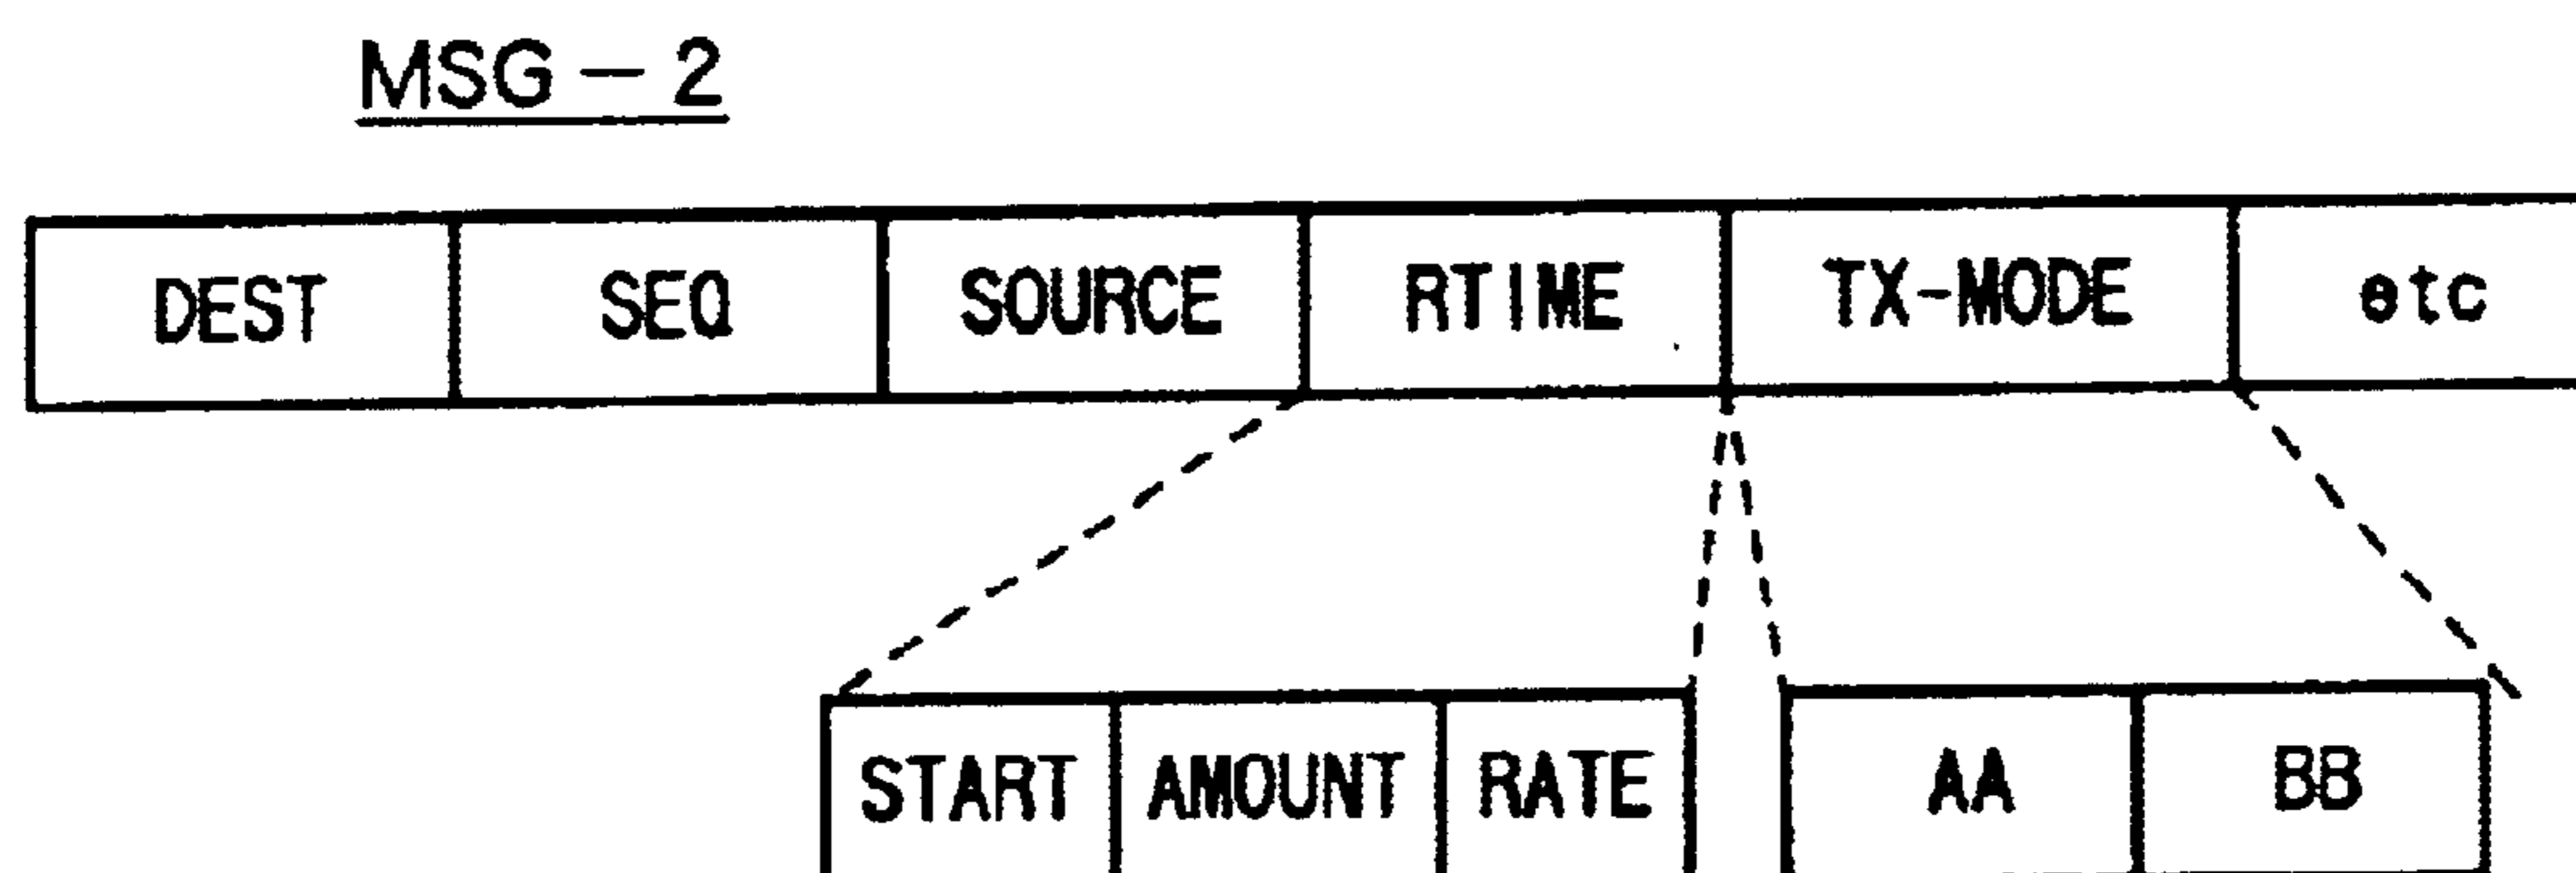 MSG - 2
DEST SEQ SOURCE RTIME TX-MODE etc
START AMOUNT RATE AA BB